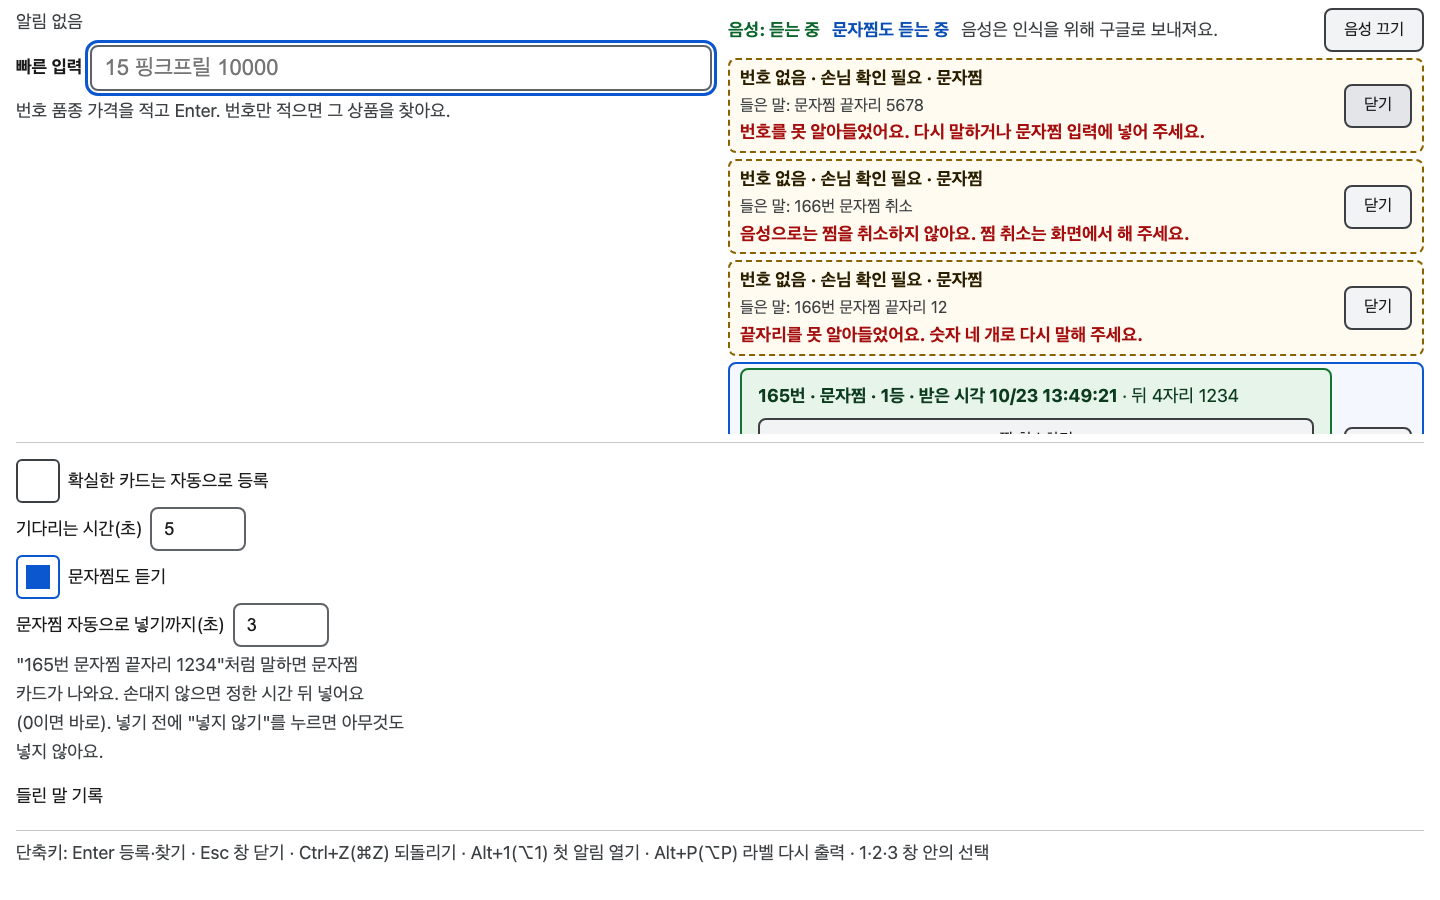 알림 없음
빠른 입력 15 핑크프릴 10000
번호 품종 가격을 적고 Enter. 번호만 적으면 그 상품을 찾아요.
음성: 듣는 중 문자찜도 듣는 중 음성은 인식을 위해 구글로 보내져요. 음성 끄기
번호 없음 · 손님 확인 필요 · 문자찜
들은 말: 문자찜 끝자리 5678
번호를 못 알아들었어요. 다시 말하거나 문자찜 입력에 넣어 주세요.
닫기
번호 없음 · 손님 확인 필요 · 문자찜
들은 말: 166번 문자찜 취소
음성으로는 찜을 취소하지 않아요. 찜 취소는 화면에서 해 주세요.
닫기
번호 없음 · 손님 확인 필요 · 문자찜
들은 말: 166번 문자찜 끝자리 12
끝자리를 못 알아들었어요. 숫자 네 개로 다시 말해 주세요.
닫기
165번 · 문자찜 · 1등 · 받은 시각 10/23 13:49:21 · 뒤 4자리 1234
확실한 카드는 자동으로 등록
기다리는 시간(초) 5
문자찜도 듣기
문자찜 자동으로 넣기까지(초) 3
"165번 문자찜 끝자리 1234"처럼 말하면 문자찜
카드가 나와요. 손대지 않으면 정한 시간 뒤 넣어요
(0이면 바로). 넣기 전에 "넣지 않기"를 누르면 아무것도
넣지 않아요.
들린 말 기록
단축키: Enter 등록·찾기 · Esc 창 닫기 · Ctrl+Z(⌘Z) 되돌리기 · Alt+1(⌥1) 첫 알림 열기 · Alt+P(⌥P) 라벨 다시 출력 · 1·2·3 창 안의 선택